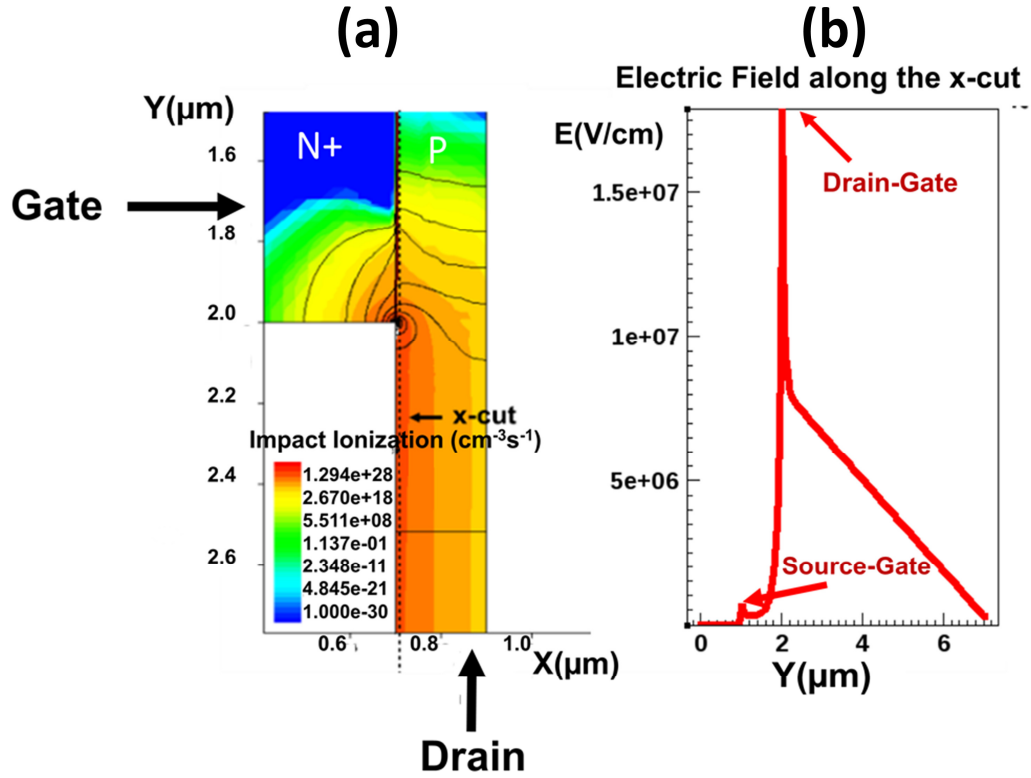 (a)
Y(μm)
N+
P
1.6
Gate
1.8
2.0
2.2
x-cut
Impact Ionization (cm-3s-1)
2.4
1.294e+28
2.670e+18
5.511e+08
1.137e-01
2.348e-11
4.845e-21
1.000e-30
2.6
0.6
0.8
1.0
X(μm)
Drain
(b)
Electric Field along the x-cut
E(V/cm)
Drain-Gate
1.5e+07
1e+07
5e+06
Source-Gate
0
2
4
6
Y(μm)